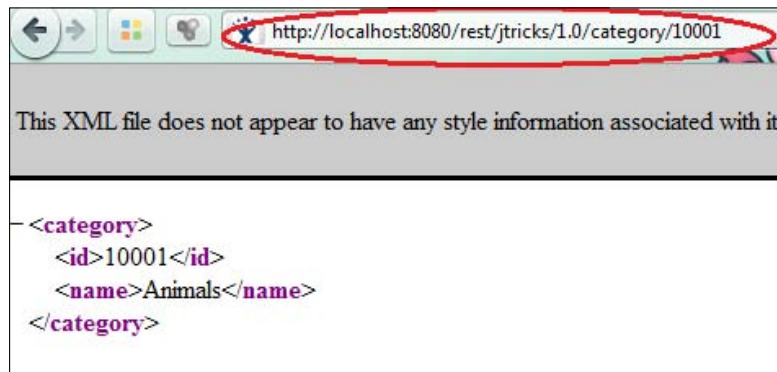 http://localhost:8080/rest/jtricks/1.0/category/10001
This XML file does not appear to have any style information associated with it
<category>
<id>10001</id>
<name>Animals</name>
</category>